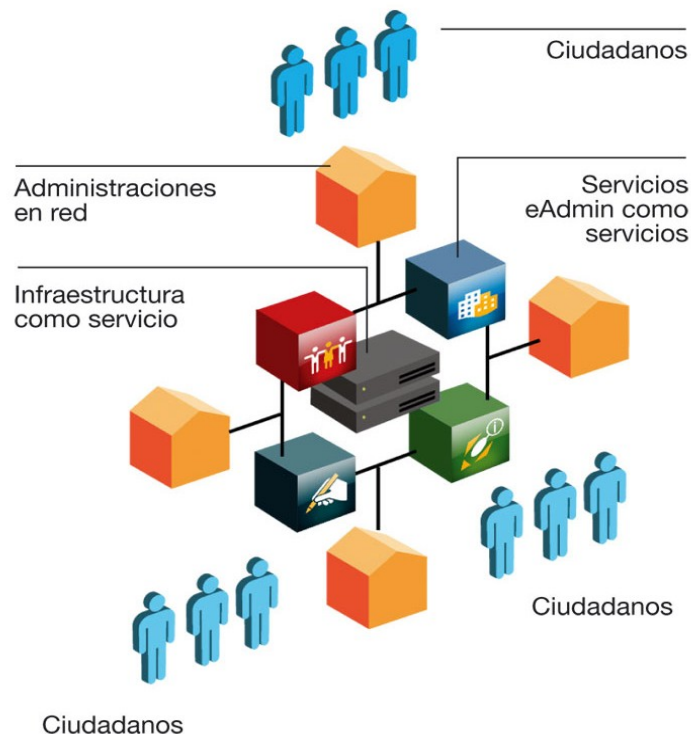 Ciudadanos
Administraciones
en red
Servicios
eAdmin como
servicios
Infraestructura
como servicio
i
Ciudadanos
Ciudadanos